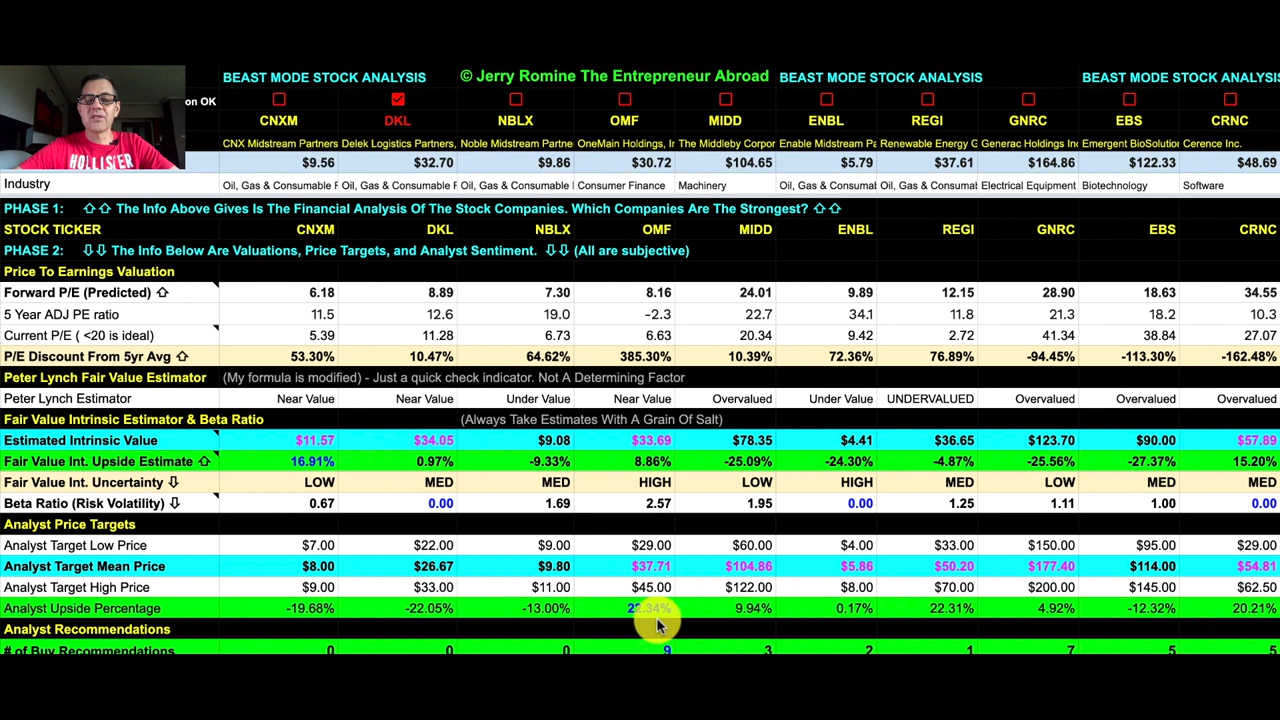 BEAST MODE STOCK ANALYSIS © Jerry Romine The Entrepreneur Abroad BEAST MODE STOCK ANALYSIS BEAST MODE STOCK ANALYSIS
on OK
CNXM DKL NBLX OMF MIDD ENBL REGI GNRC EBS CRNC
CNX Midstream Partners Delek Logistics Partners, Noble Midstream Partne OneMain Holdings, Ir The Middleby Corpor Enable Midstream Pa Renewable Energy G Generac Holdings Inc Emergent BioSolution Cerence Inc.
$9.56 $32.70 $9.86 $30.72 $104.65 $5.79 $37.61 $164.86 $122.33 $48.69
HOLLISTER
Industry Oil, Gas & Consumable F Oil, Gas & Consumable F Oil, Gas & Consumable Consumer Finance Machinery Oil, Gas & Consumal Oil, Gas & Consumal Electrical Equipment Biotechnology Software
PHASE 1: ⇧⇧ The Info Above Gives Is The Financial Analysis Of The Stock Companies. Which Companies Are The Strongest? ⇧⇧
STOCK TICKER CNXM DKL NBLX OMF MIDD ENBL REGI GNRC EBS CRNC
PHASE 2: ⇩⇩ The Info Below Are Valuations, Price Targets, and Analyst Sentiment. ⇩⇩ (All are subjective)
Price To Earnings Valuation
Forward P/E (Predicted) ⇧ 6.18 8.89 7.30 8.16 24.01 9.89 12.15 28.90 18.63 34.55
5 Year ADJ PE ratio 11.5 12.6 19.0 -2.3 22.7 34.1 11.8 21.3 18.2 10.3
Current P/E ( <20 is ideal) 5.39 11.28 6.73 6.63 20.34 9.42 2.72 41.34 38.84 27.07
P/E Discount From 5yr Avg ⇧ 53.30% 10.47% 64.62% 385.30% 10.39% 72.36% 76.89% -94.45% -113.30% -162.48%
Peter Lynch Fair Value Estimator (My formula is modified) - Just a quick check indicator. Not A Determining Factor
Peter Lynch Estimator Near Value Near Value Under Value Near Value Overvalued Under Value UNDERVALUED Overvalued Overvalued Overvalued
Fair Value Intrinsic Estimator & Beta Ratio (Always Take Estimates With A Grain Of Salt)
Estimated Intrinsic Value $11.57 $34.05 $9.08 $33.69 $78.35 $4.41 $36.65 $123.70 $90.00 $57.89
Fair Value Int. Upside Estimate ⇧ 16.91% 0.97% -9.33% 8.86% -25.09% -24.30% -4.87% -25.56% -27.37% 15.20%
Fair Value Int. Uncertainty ⇩ LOW MED MED HIGH MED HIGH MED LOW MED MED
Beta Ratio (Risk Volatility) ⇩ 0.67 0.00 1.69 2.57 1.95 0.00 1.25 1.11 1.00 0.00
Analyst Price Targets
Analyst Target Low Price $7.00 $22.00 $9.00 $29.00 $60.00 $4.00 $33.00 $150.00 $95.00 $29.00
Analyst Target Mean Price $8.00 $26.67 $9.80 $37.71 $104.86 $5.86 $50.20 $177.40 $114.00 $54.81
Analyst Target High Price $9.00 $33.00 $11.00 $45.00 $122.00 $8.00 $70.00 $200.00 $145.00 $62.50
Analyst Upside Percentage -19.68% -22.05% -13.00% 22.34% 9.94% 0.17% 22.31% 4.92% -12.32% 20.21%
Analyst Recommendations
# of Buy Recommendations 0 0 0 9 3 2 1 7 5 5